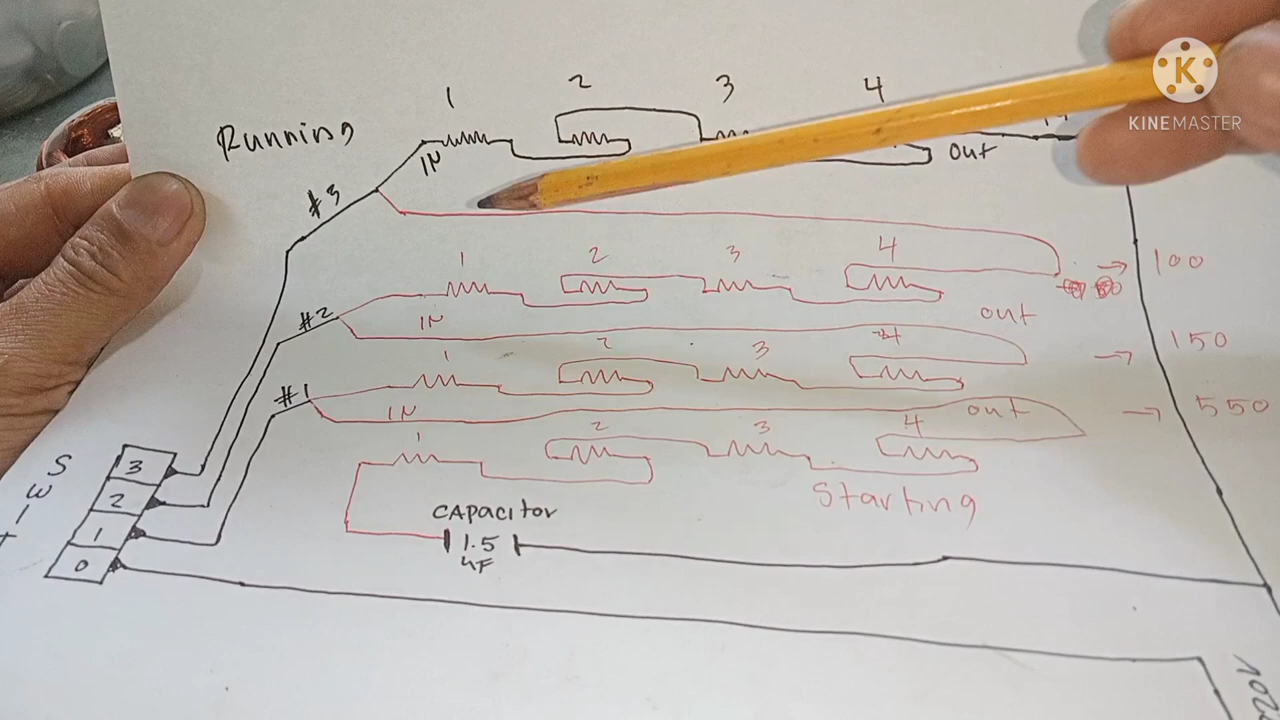 1 2 3 4
Running
IN
out
#3
KINEMASTER
1 2 3 4
→ 100
#2
IN
out
1 2 3 4
→ 150
#1
IN
out
→ 550
1 2 3 4
Starting
3
2
1
0
CAPACITOR
1.5
uF